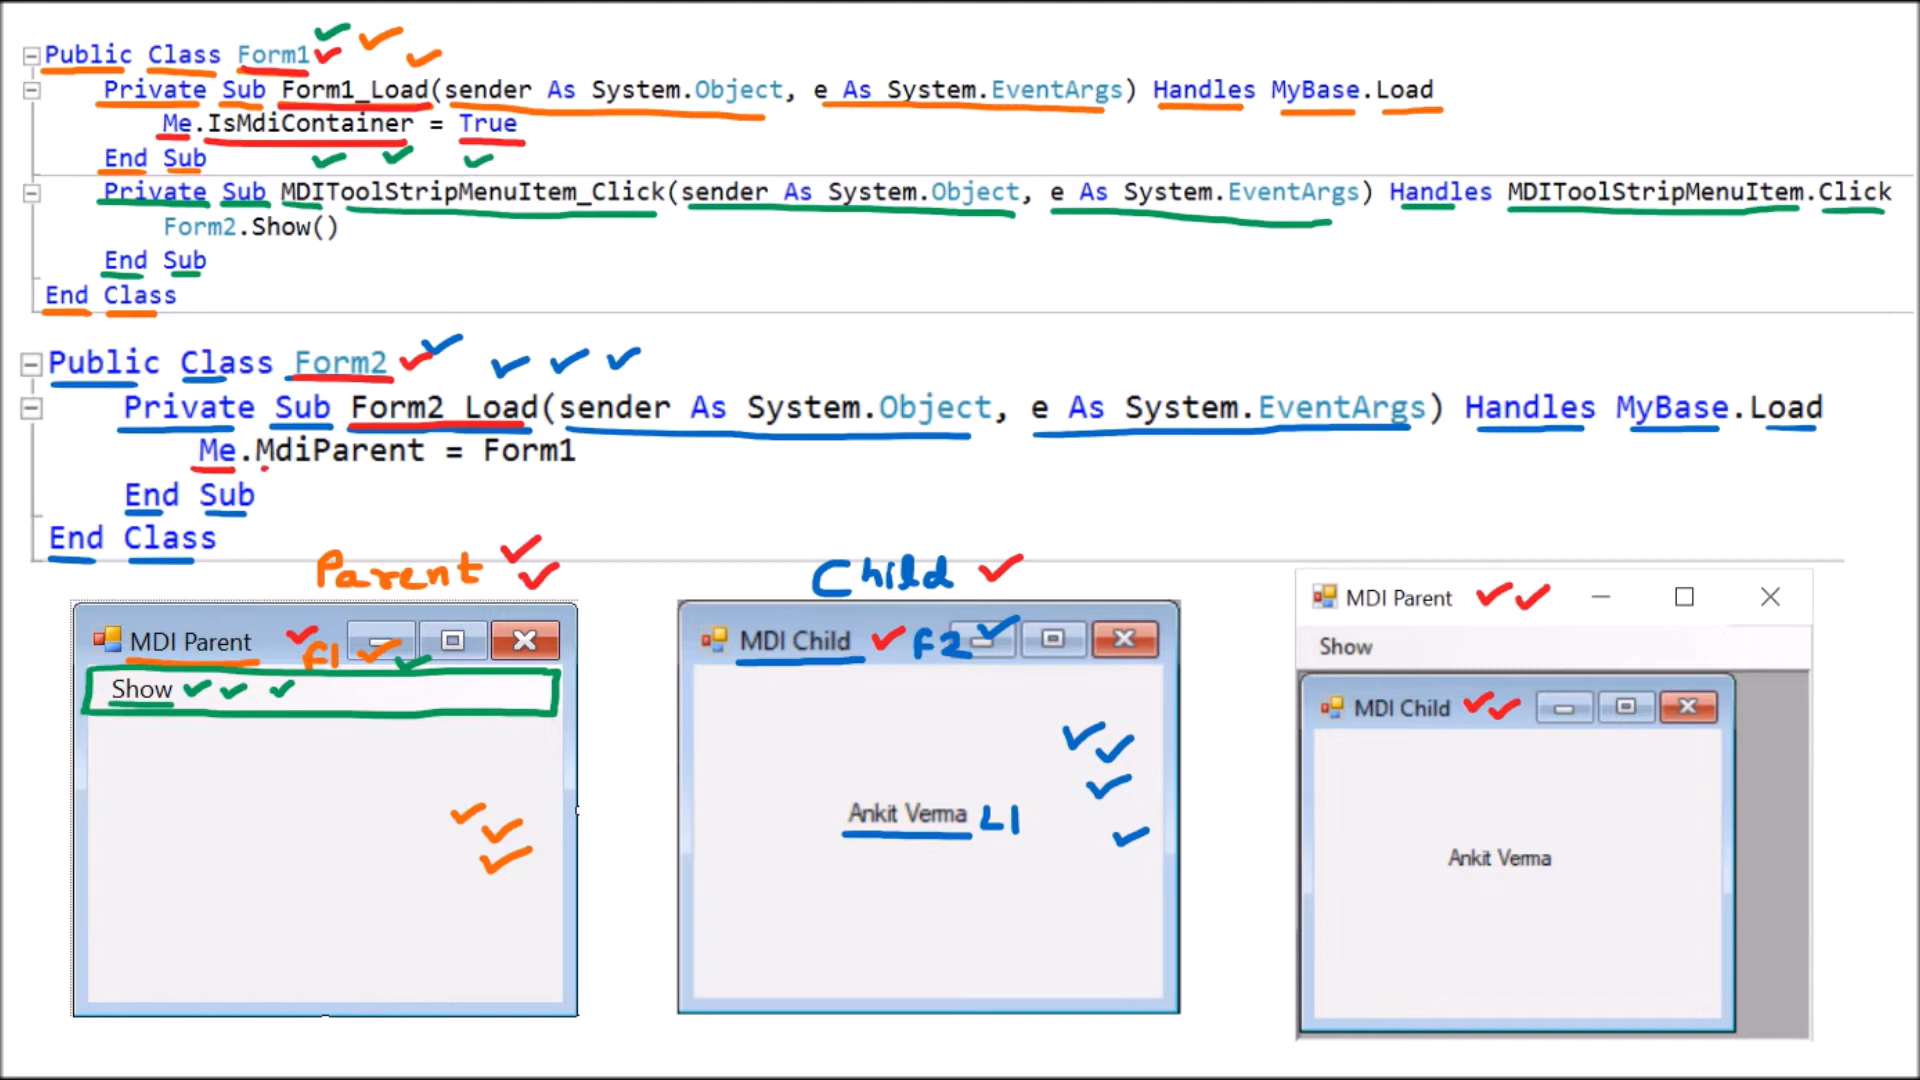 Public Class Form1
Private Sub Form1_Load(sender As System.Object, e As System.EventArgs) Handles MyBase.Load
Me.IsMdiContainer = True
End Sub
Private Sub MDIToolStripMenuItem_Click(sender As System.Object, e As System.EventArgs) Handles MDIToolStripMenuItem.Click
Form2.Show()
End Sub
End Class
Public Class Form2
Private Sub Form2_Load(sender As System.Object, e As System.EventArgs) Handles MyBase.Load
Me.MdiParent = Form1
End Sub
End Class
Parent
MDI Parent F1
Show
Child
MDI Child F2
Ankit Verma L1
MDI Parent
Show
MDI Child
Ankit Verma